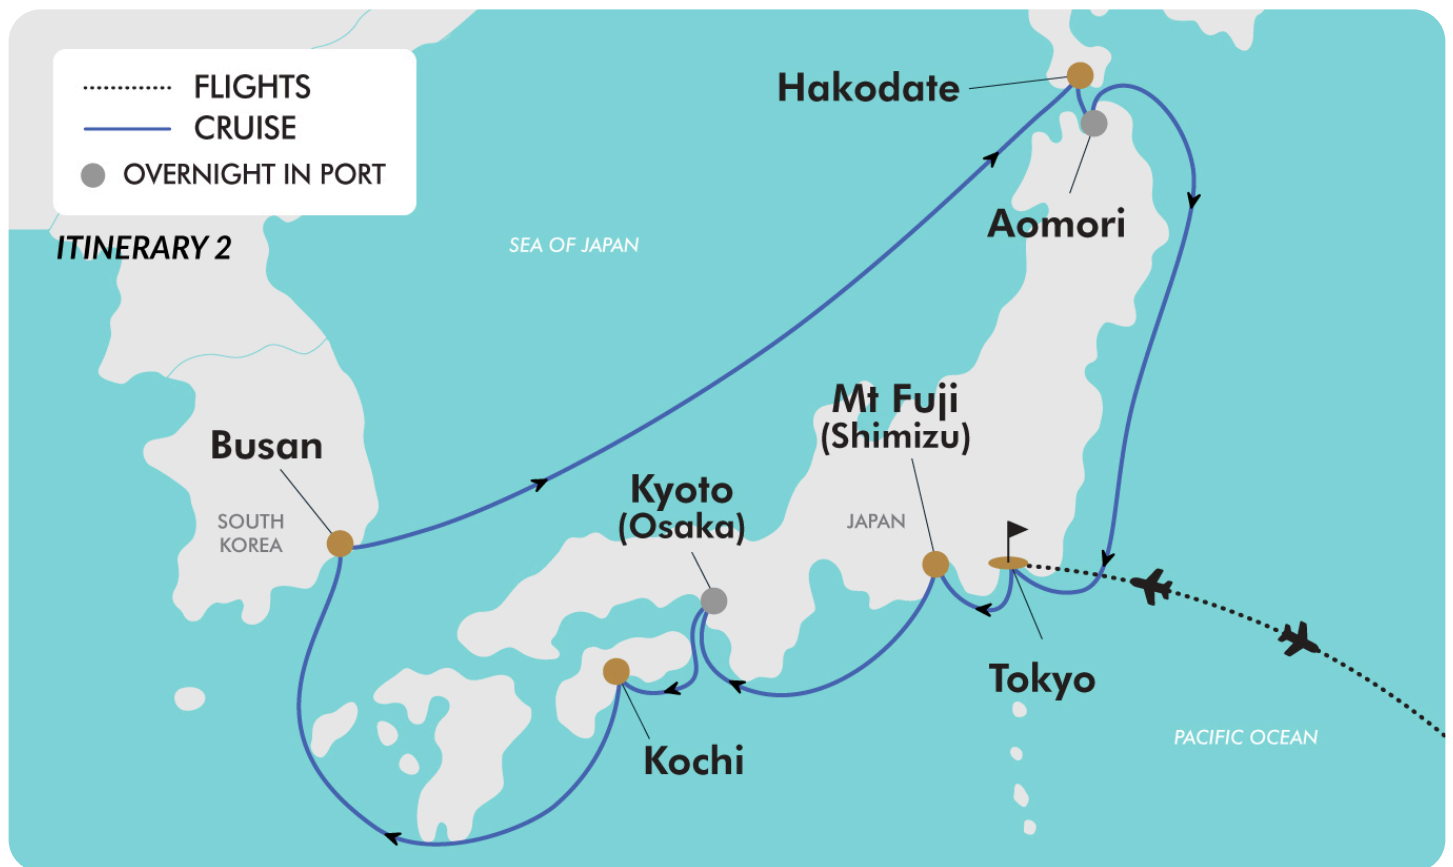 FLIGHTS
CRUISE
OVERNIGHT IN PORT
ITINERARY 2
SEA OF JAPAN
Hakodate
Aomori
Mt Fuji
(Shimizu)
Busan
Kyoto
(Osaka)
SOUTH
KOREA
JAPAN
Tokyo
Kochi
PACIFIC OCEAN